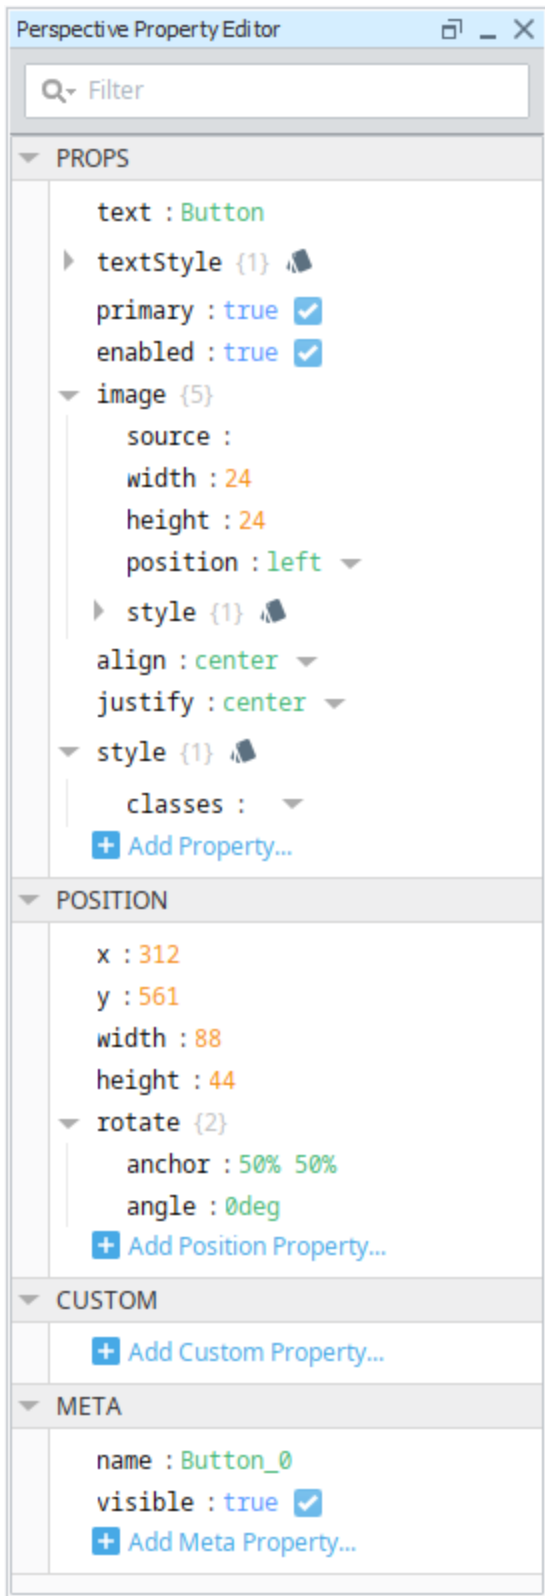 Perspective Property Editor
Filter
PROPS
text : Button
textStyle {1}
primary : true
enabled : true
image {5}
source :
width : 24
height : 24
position : left
style {1}
align : center
justify : center
style {1}
classes :
Add Property...
POSITION
x : 312
y : 561
width : 88
height : 44
rotate {2}
anchor : 50% 50%
angle : 0deg
Add Position Property...
CUSTOM
Add Custom Property...
META
name : Button_0
visible : true
Add Meta Property...